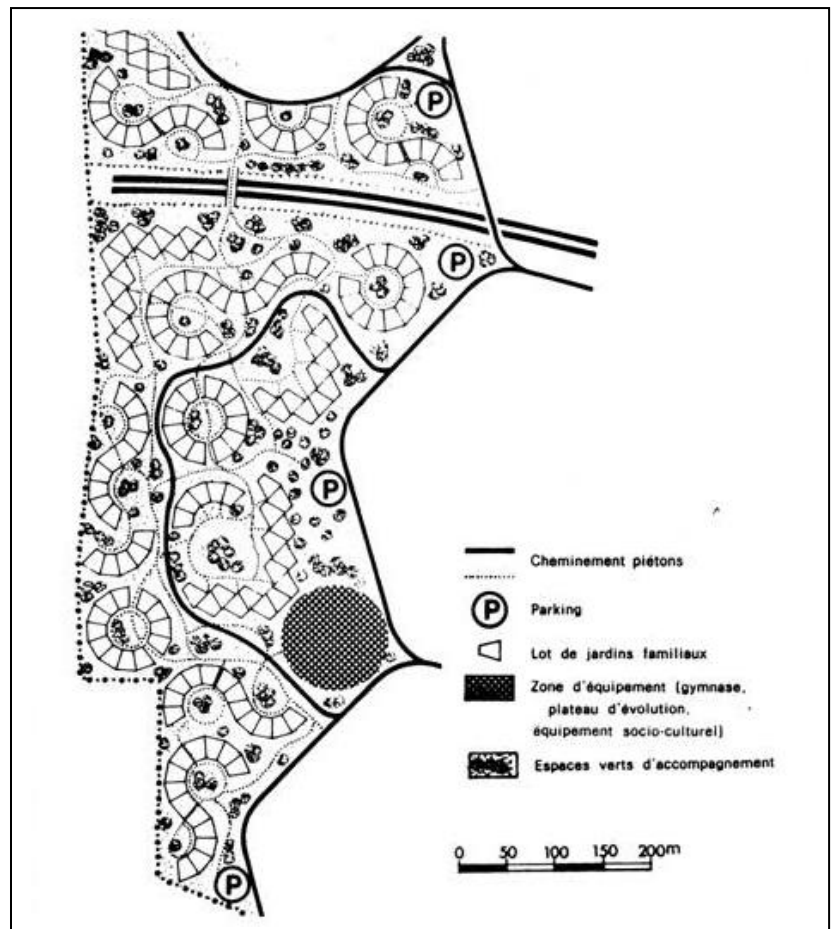 P
P
P
P
Cheminement piétons
P Parking
Lot de jardins familiaux
Zone d'équipement (gymnase,
plateau d'évolution,
équipement socio-culturel)
Espaces verts d'accompagnement
0 50 100 150 200m